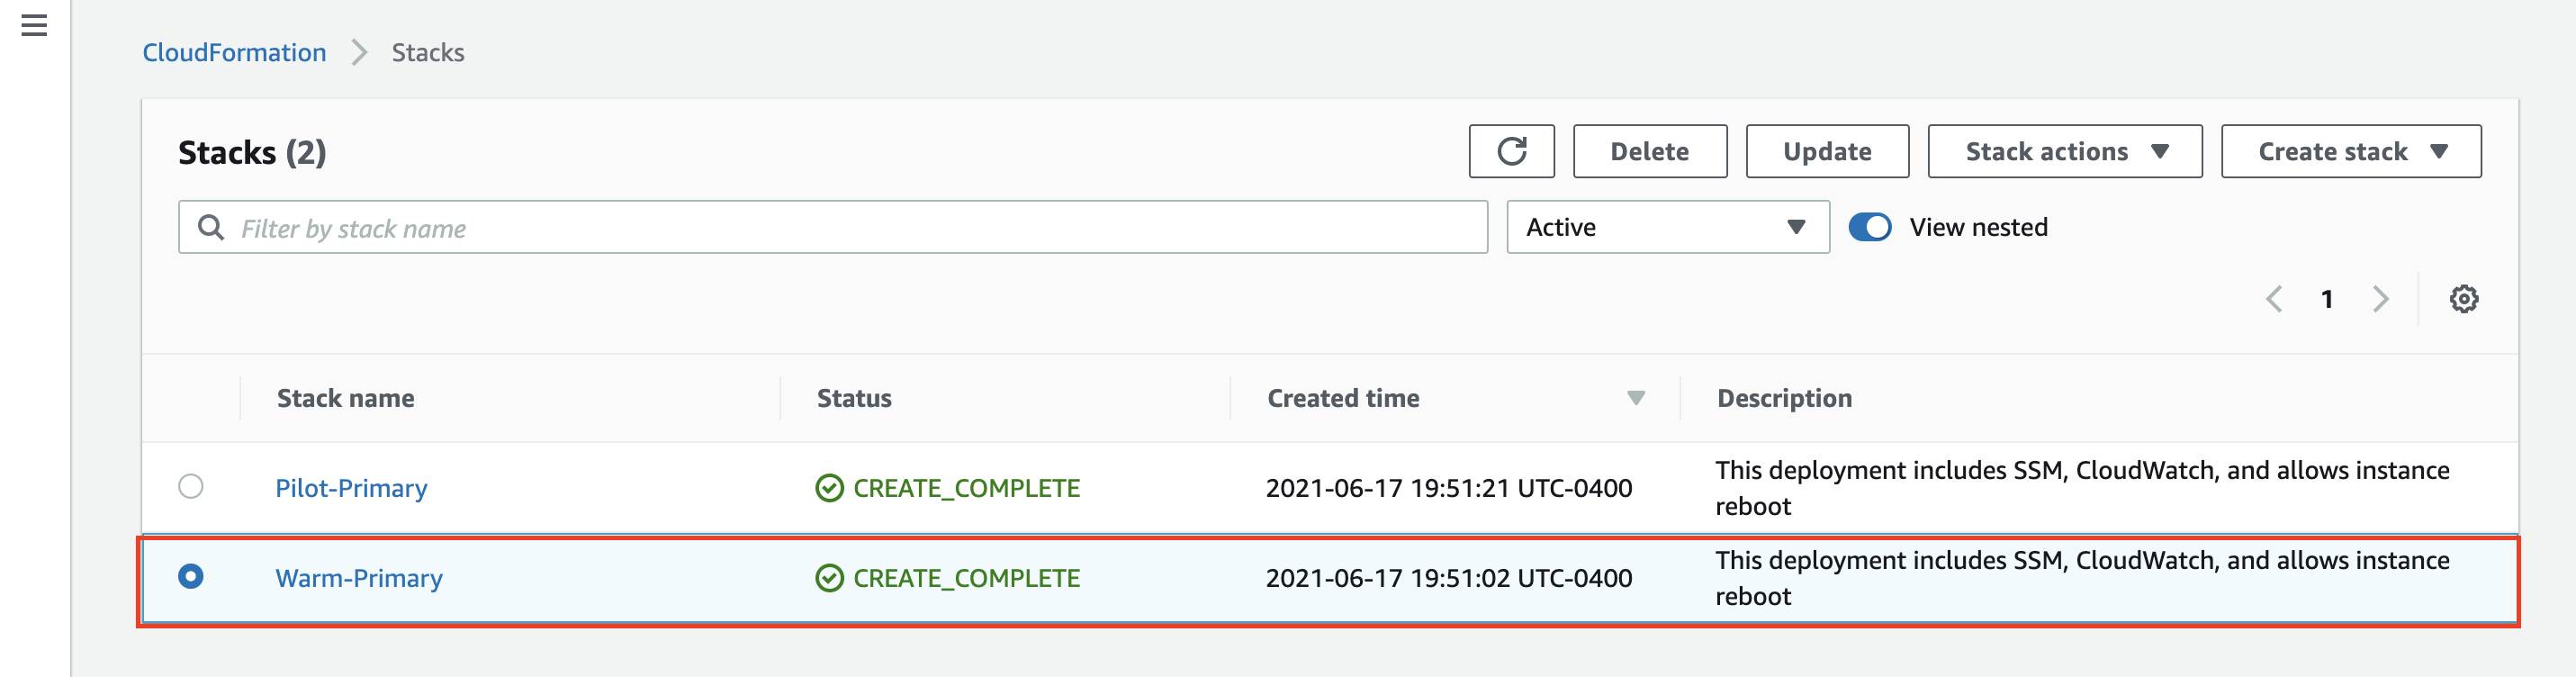 CloudFormation Stacks
Stacks (2)
Delete Update Stack actions Create stack
Filter by stack name Active View nested
1
Stack name Status Created time Description
Pilot-Primary CREATE_COMPLETE 2021-06-17 19:51:21 UTC-0400 This deployment includes SSM, CloudWatch, and allows instance
reboot
Warm-Primary CREATE_COMPLETE 2021-06-17 19:51:02 UTC-0400 This deployment includes SSM, CloudWatch, and allows instance
reboot